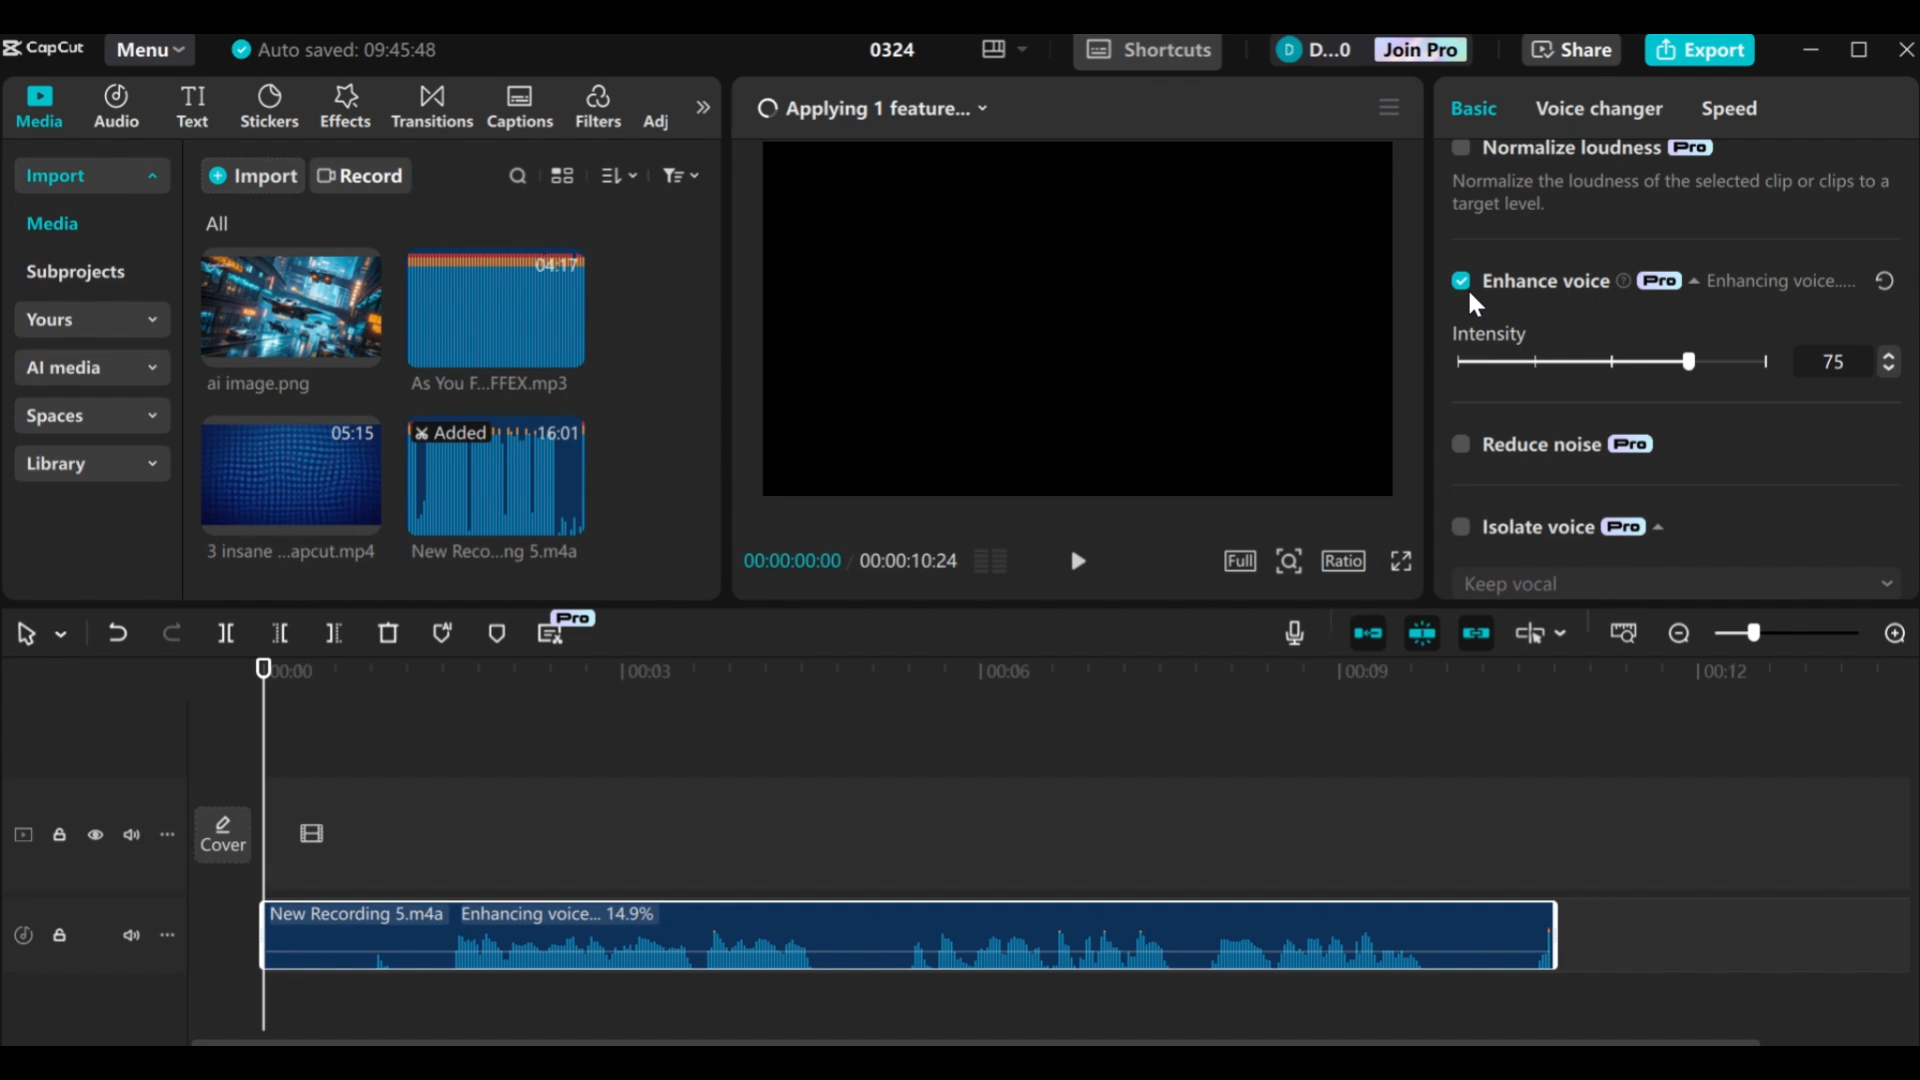 CapCut Menu Auto saved: 09:45:48 0324 Shortcuts D D...0 Join Pro Share Export
Media Audio Text Stickers Effects Transitions Captions Filters Adj
Import
Media
Subprojects
Yours
AI media
Spaces
Library
Import Record
All
04:17
ai image.png As You F...FFEX.mp3
05:15 Added 16:01
3 insane ...apcut.mp4 New Reco...ng 5.m4a
Applying 1 feature...
00:00:00:00 / 00:00:10:24 Full Ratio
Basic Voice changer Speed
Normalize loudness Pro
Normalize the loudness of the selected clip or clips to a
target level.
Enhance voice Pro Enhancing voice.....
Intensity
75
Reduce noise Pro
Isolate voice Pro
Keep vocal
Pro
00:00 00:03 00:06 00:09 00:12
Cover
New Recording 5.m4a Enhancing voice... 14.9%